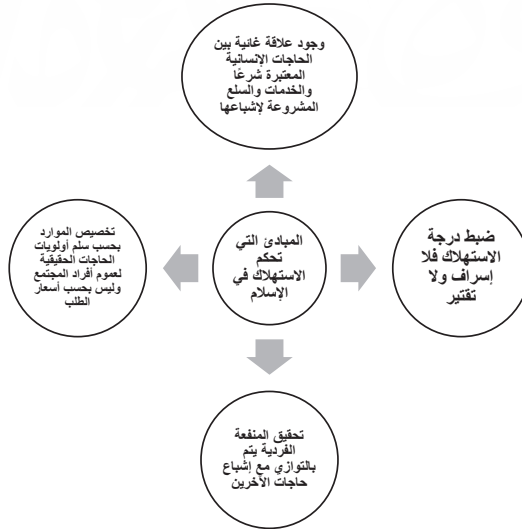 وجود علاقة غائية بين
الحاجات الإنسانية
المعتبرة شرعًا
والخدمات والسلع
المشروعة لإشباعها
ضبط درجة
الاستهلاك فلا
إسراف ولا
تقتير
المبادئ التي
تحكم
الاستهلاك في
الإسلام
تخصيص الموارد
بحسب سلم أولويات
الحاجات الحقيقية
لعموم أفراد المجتمع
وليس بحسب أسعار
الطلب
تحقيق المنفعة
الفردية يتم
بالتوازي مع إشباع
حاجات الآخرين